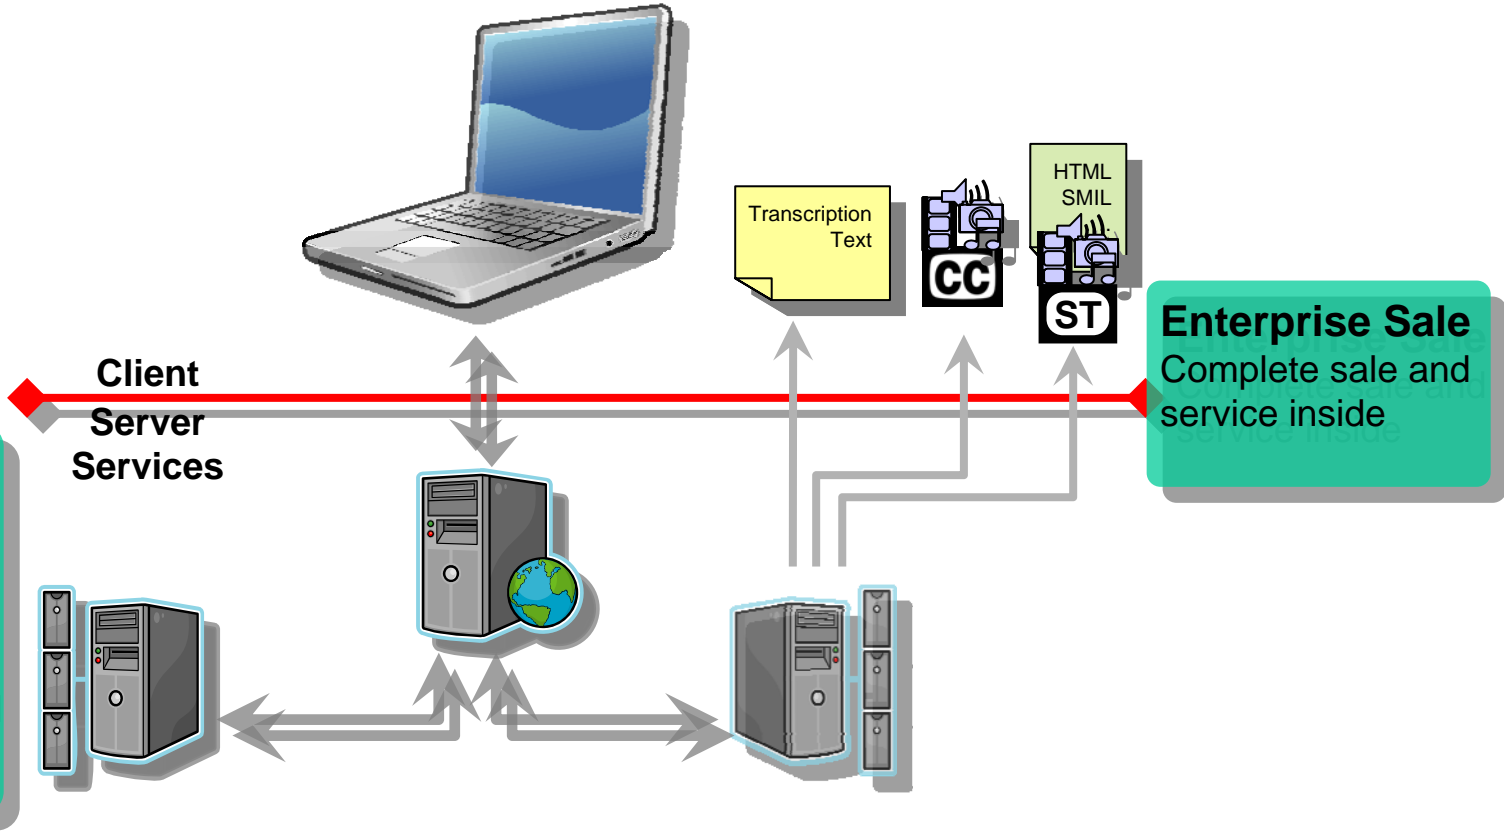 HTML
SMIL
Transcription
Text
CC
ST
Enterprise Sale
Complete sale and
service inside
Client
Server
Services